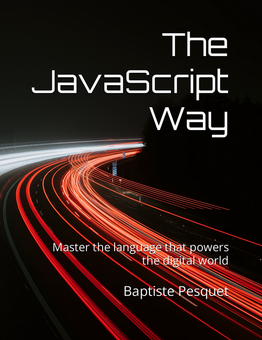 The
JavaScript
Way
Master the language that powers
the digital world
Baptiste Pesquet